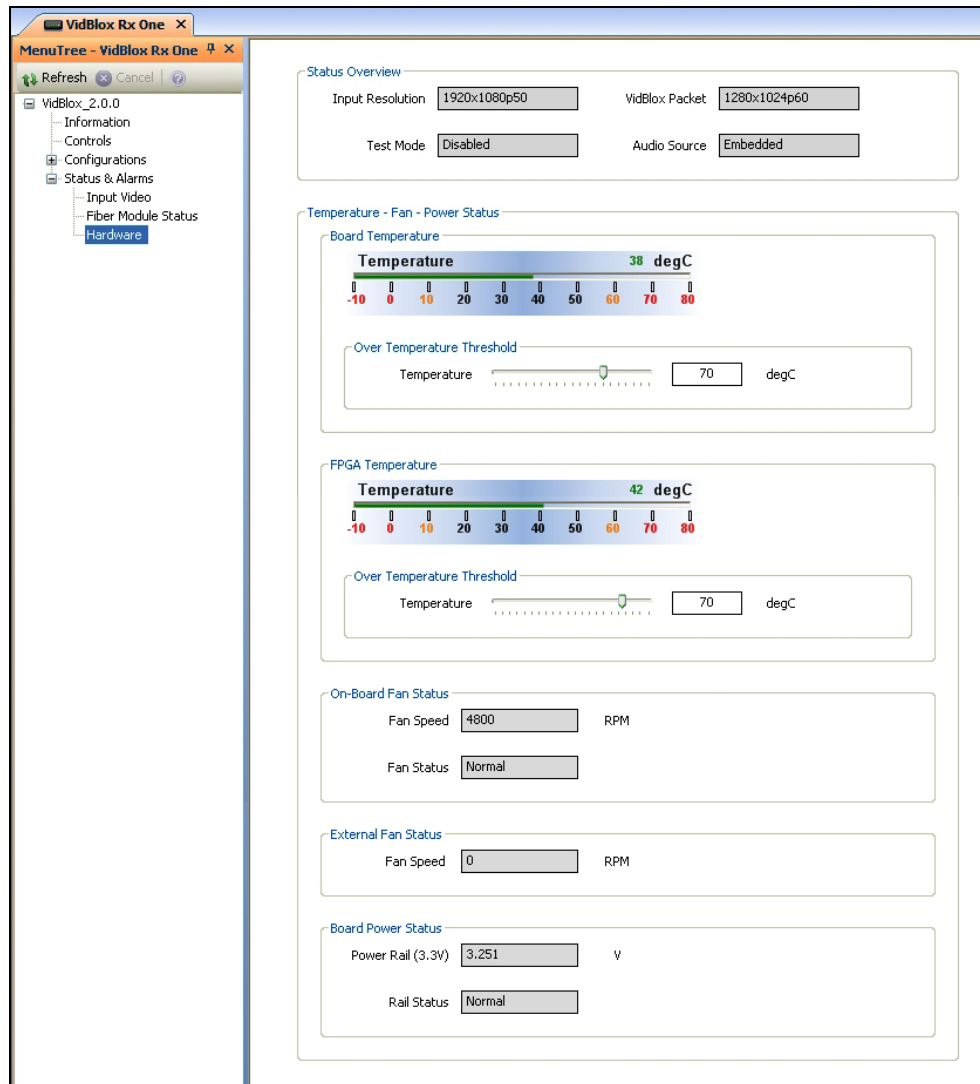 VidBlox Rx One X
MenuTree - VidBlox Rx One
Refresh Cancel
VidBlox_2.0.0
Information
Controls
Configurations
Status & Alarms
Input Video
Fiber Module Status
Hardware
Status Overview
Input Resolution 1920x1080p50 VidBlox Packet 1280x1024p60
Test Mode Disabled Audio Source Embedded
Temperature - Fan - Power Status
Board Temperature
Temperature 38 degC
-10 0 10 20 30 40 50 60 70 80
Over Temperature Threshold
Temperature 70 degC
FPGA Temperature
Temperature 42 degC
-10 0 10 20 30 40 50 60 70 80
Over Temperature Threshold
Temperature 70 degC
On-Board Fan Status
Fan Speed 4800 RPM
Fan Status Normal
External Fan Status
Fan Speed 0 RPM
Board Power Status
Power Rail (3.3V) 3.251 V
Rail Status Normal